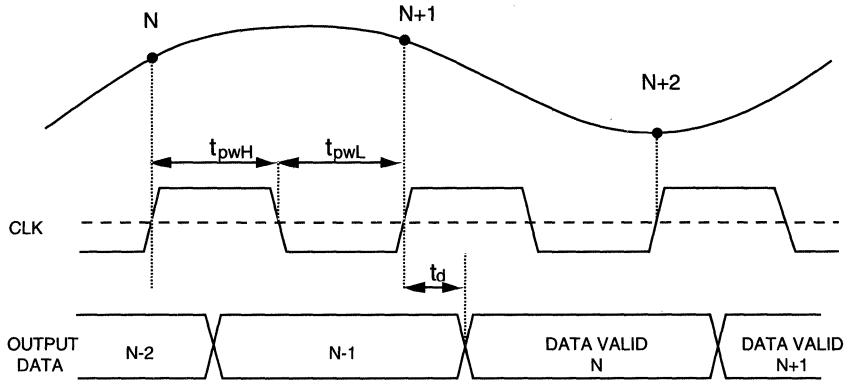 N
N+1
N+2
tpwH
tpwL
CLK
td
OUTPUT
DATA
N-2
N-1
DATA VALID
N
DATA VALID
N+1